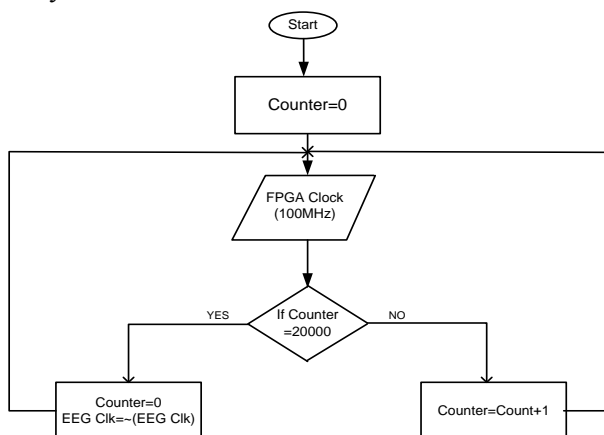 Start
Counter=0
FPGA Clock
(100MHz)
If Counter
=20000
YES
NO
Counter=0
EEG Clk=~(EEG Clk)
Counter=Count+1